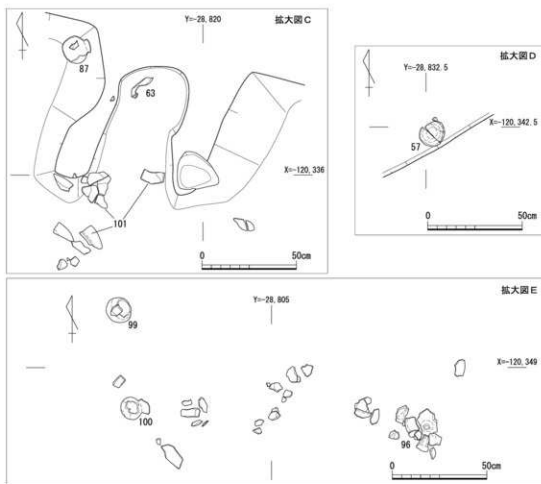 拡大図C
Y=-28,820
87
63
X=-120,336
101
0 50cm
拡大図D
Y=-28,832.5
X=-120,342.5
57
0 50cm
拡大図E
Y=-28,805
99
X=-120,349
100
96
0 50cm